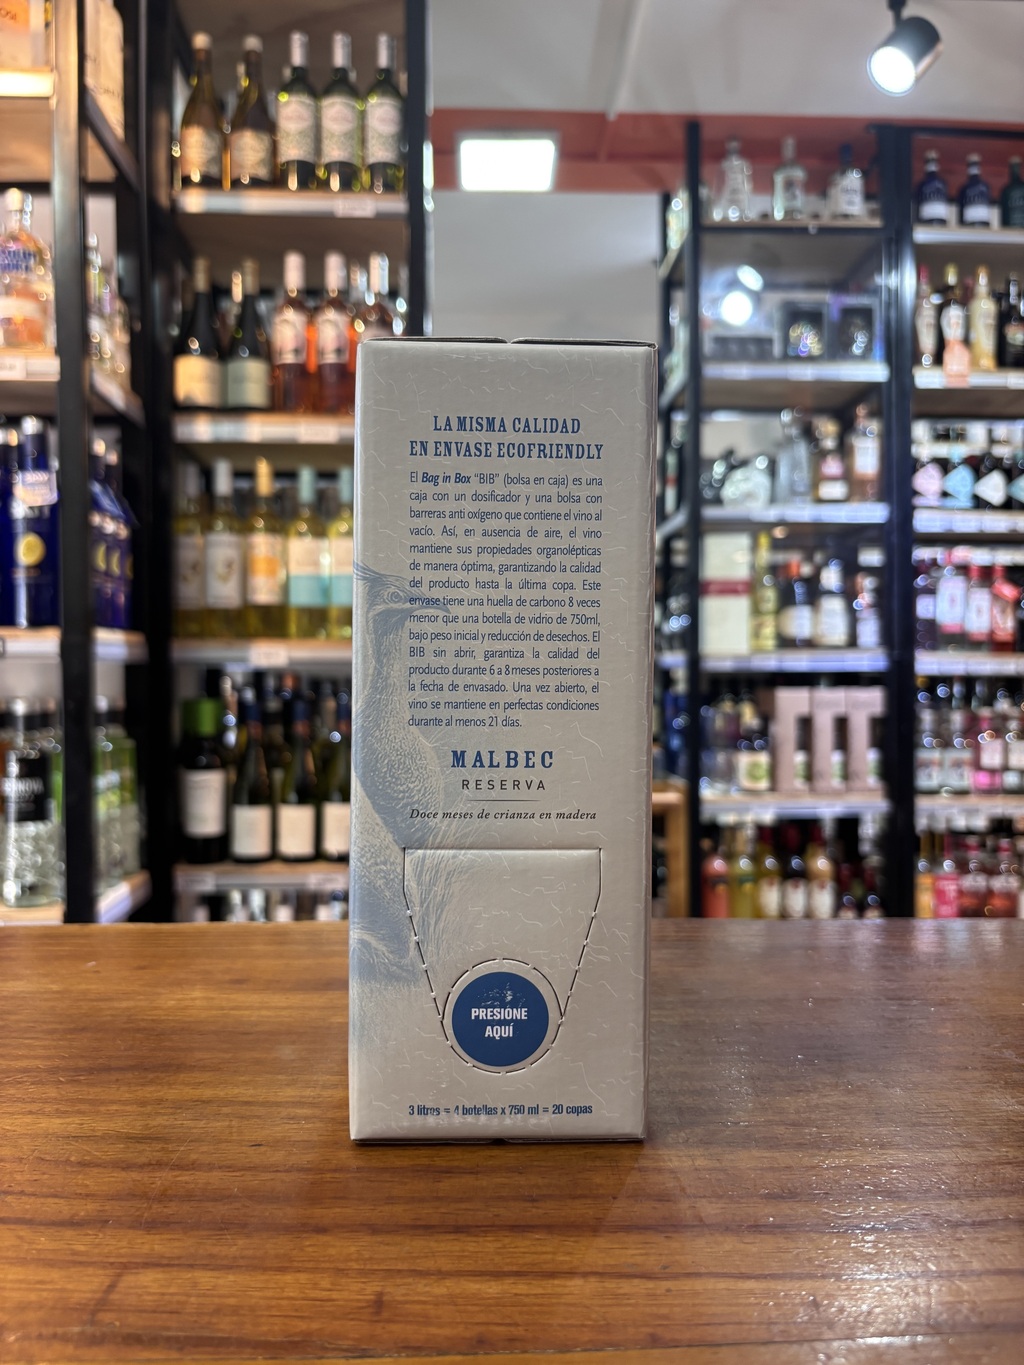 LA MISMA CALIDAD
EN ENVASE ECOFRIENDLY
El Bag in Box "BIB" (bolsa en caja) es una
caja con un dosificador y una bolsa con
barreras anti oxígeno que contiene el vino al
vacío. Así, en ausencia de aire, el vino
mantiene sus propiedades organolépticas
de manera óptima, garantizando la calidad
del producto hasta la última copa. Este
envase tiene una huella de carbono 8 veces
menor que una botella de vidrio de 750ml,
bajo peso inicial y reducción de desechos. El
BIB sin abrir, garantiza la calidad del
producto durante 6 a 8 meses posteriores a
la fecha de envasado. Una vez abierto, el
vino se mantiene en perfectas condiciones
durante al menos 21 días.
MALBEC
RESERVA
Doce meses de crianza en madera
PRESIONE
AQUÍ
3 litros = 4 botellas x 750 ml = 20 copas